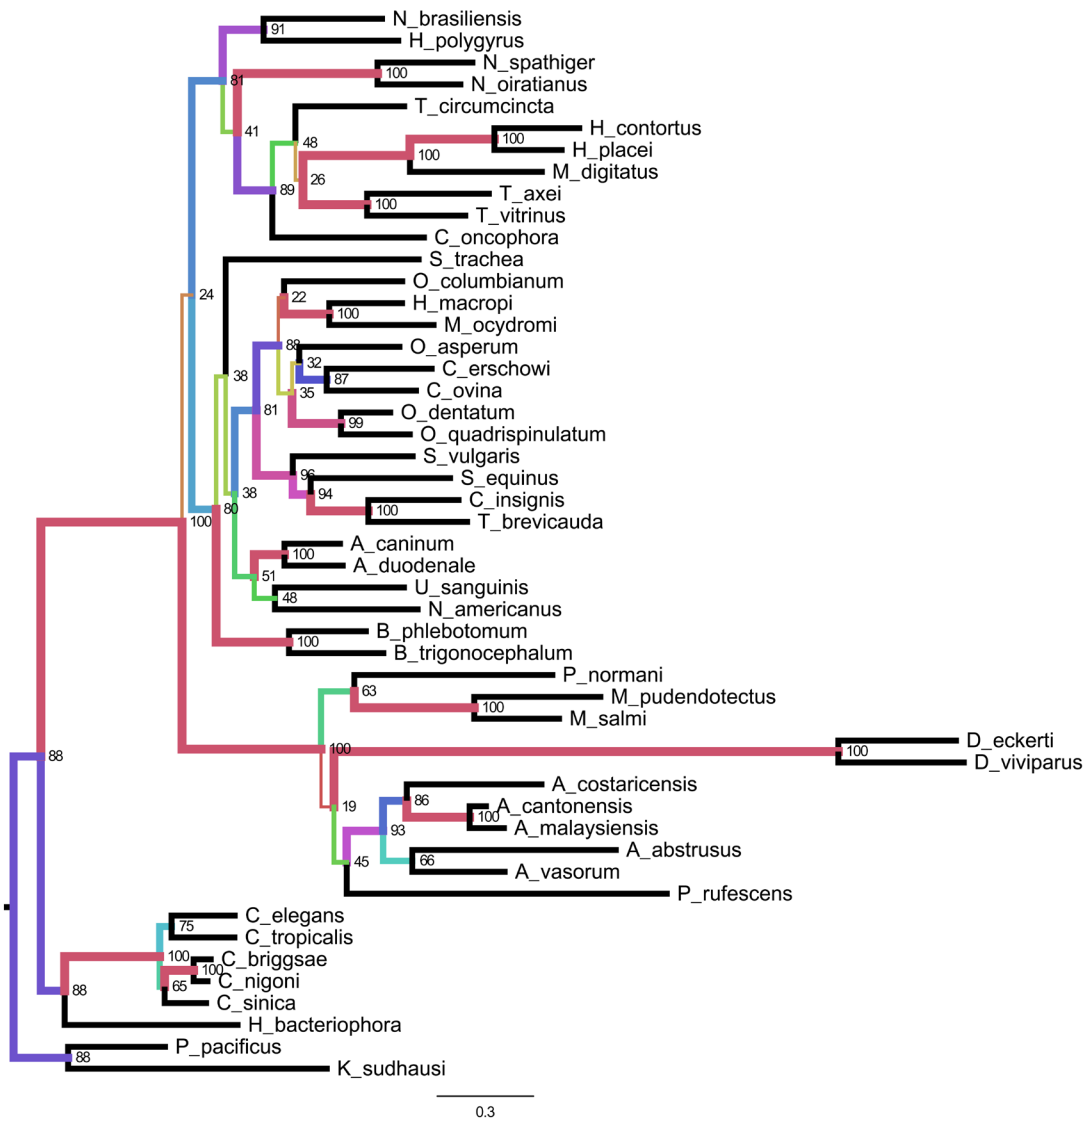 N_brasiliensis
91
H_polygyrus
N_spathiger
100
81
N_oiratianus
T_circumcincta
H_contortus
41
100
48
H_placei
100
M_digitatus
26
89
T_axei
100
T_vitrinus
C_oncophora
S_trachea
O_columbianum
24
22
H_macropi
100
M_ocydromi
88
O_asperum
32
C_erschowi
38
87
C_ovina
35
81
O_dentatum
99
O_quadrispinulatum
S_vulgaris
96
S_equinus
38
94
C_insignis
80
100
100
T_brevicauda
A_caninum
100
A_duodenale
51
U_sanguinis
48
N_americanus
B_phlebotomum
100
B_trigonocephalum
P_normani
63
M_pudendotectus
100
M_salmi
D_eckerti
100
100
88
D_viviparus
A_costaricensis
86
19
A_cantonensis
100
93
A_malaysiensis
A_abstrusus
45
66
A_vasorum
P_rufescens
C_elegans
75
C_tropicalis
100
C_briggsae
100
C_nigoni
88
65
C_sinica
H_bacteriophora
P_pacificus
88
K_sudhausi
0.3